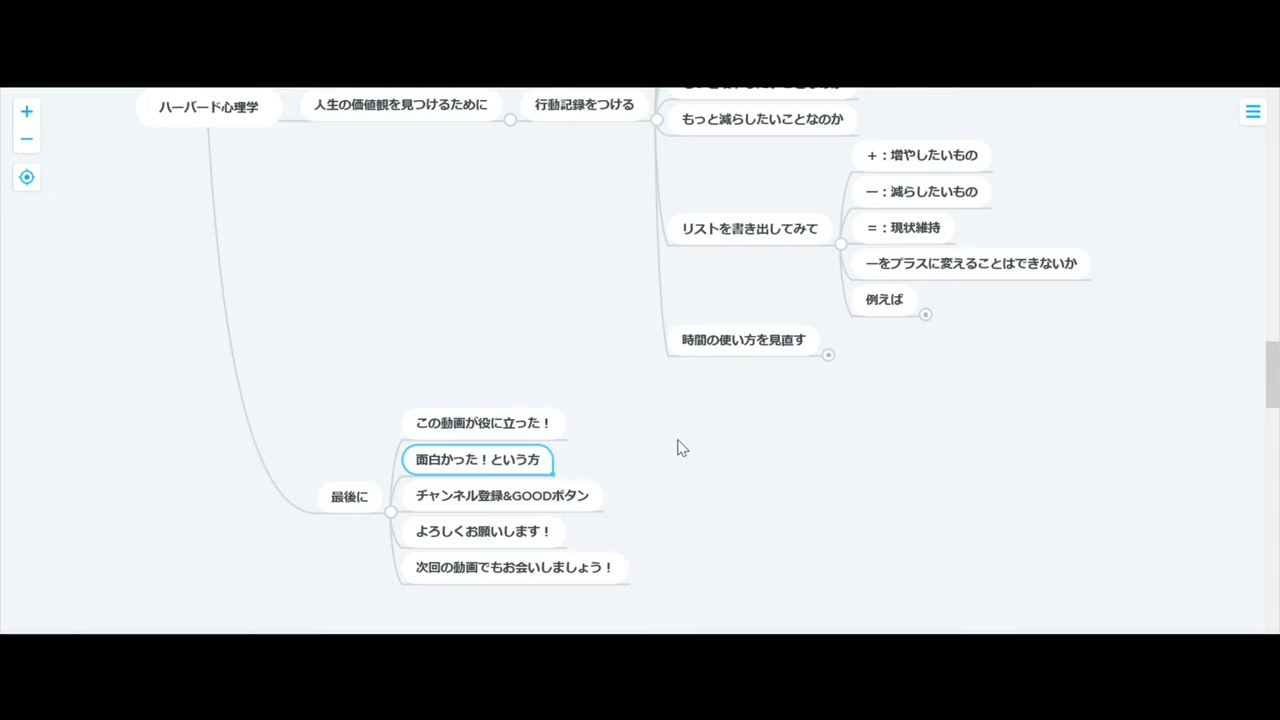 ハーバード心理学
人生の価値観を見つけるために
行動記録をつける
もっと減らしたいことなのか
リストを書き出してみて
+:増やしたいもの
ー:減らしたいもの
=:現状維持
ーをプラスに変えることはできないか
例えば
時間の使い方を見直す
最後に
この動画が役に立った!
面白かった!という方
チャンネル登録&GOODボタン
よろしくお願いします!
次回の動画でもお会いしましょう!